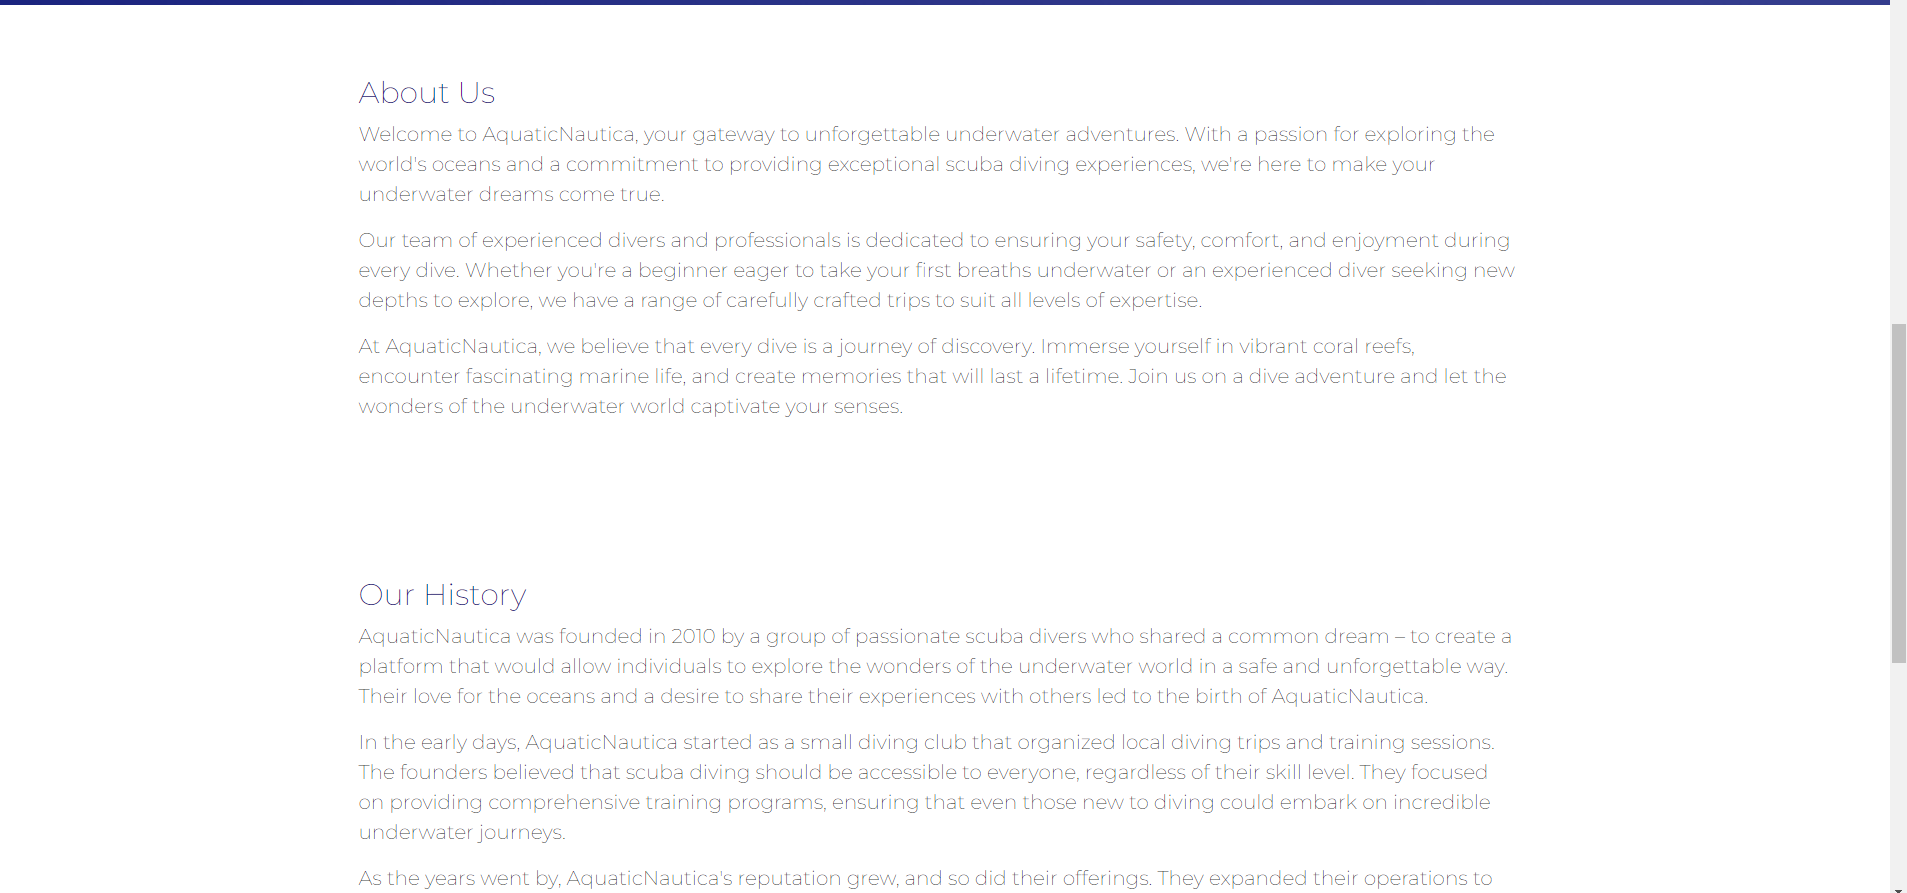 About Us
Welcome to AquaticNautica, your gateway to unforgettable underwater adventures. With a passion for exploring the
world's oceans and a commitment to providing exceptional scuba diving experiences, we're here to make your
underwater dreams come true.
Our team of experienced divers and professionals is dedicated to ensuring your safety, comfort, and enjoyment during
every dive. Whether you're a beginner eager to take your first breaths underwater or an experienced diver seeking new
depths to explore, we have a range of carefully crafted trips to suit all levels of expertise.
At AquaticNautica, we believe that every dive is a journey of discovery. Immerse yourself in vibrant coral reefs,
encounter fascinating marine life, and create memories that will last a lifetime. Join us on a dive adventure and let the
wonders of the underwater world captivate your senses.
Our History
AquaticNautica was founded in 2010 by a group of passionate scuba divers who shared a common dream – to create a
platform that would allow individuals to explore the wonders of the underwater world in a safe and unforgettable way.
Their love for the oceans and a desire to share their experiences with others led to the birth of AquaticNautica.
In the early days, AquaticNautica started as a small diving club that organized local diving trips and training sessions.
The founders believed that scuba diving should be accessible to everyone, regardless of their skill level. They focused
on providing comprehensive training programs, ensuring that even those new to diving could embark on incredible
underwater journeys.
As the years went by, AquaticNautica's reputation grew, and so did their offerings. They expanded their operations to